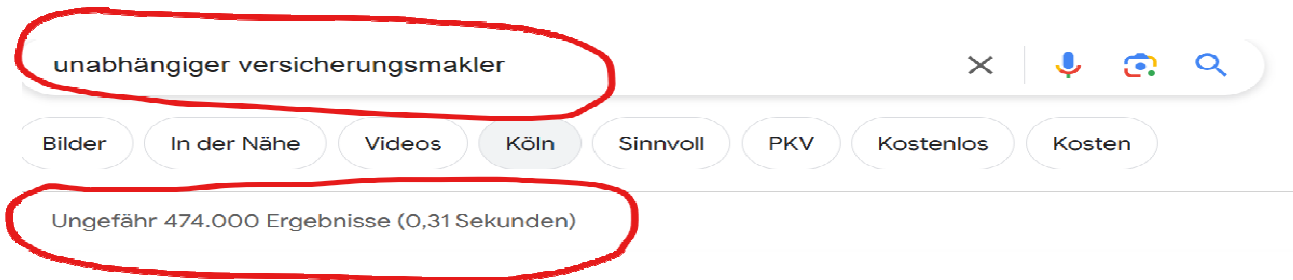 unabhängiger versicherungsmakler
Bilder In der Nähe Videos Köln Sinnvoll PKV Kostenlos Kosten
Ungefähr 474.000 Ergebnisse (0,31 Sekunden)